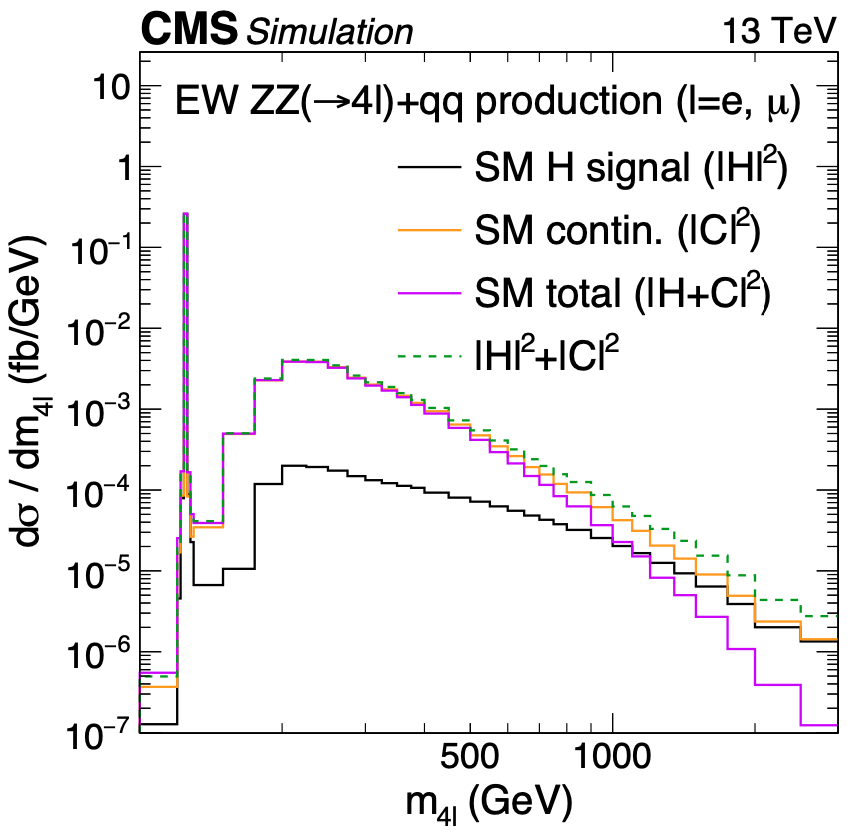 CMS Simulation 13 TeV
EW ZZ(→4l)+qq production (l=e, μ)
SM H signal (|H|²)
SM contin. (|C|²)
SM total (|H+C|²)
|H|²+|C|²
dσ / dm₄ₗ (fb/GeV)
10
1
10⁻¹
10⁻²
10⁻³
10⁻⁴
10⁻⁵
10⁻⁶
10⁻⁷
500 1000
m₄ₗ (GeV)